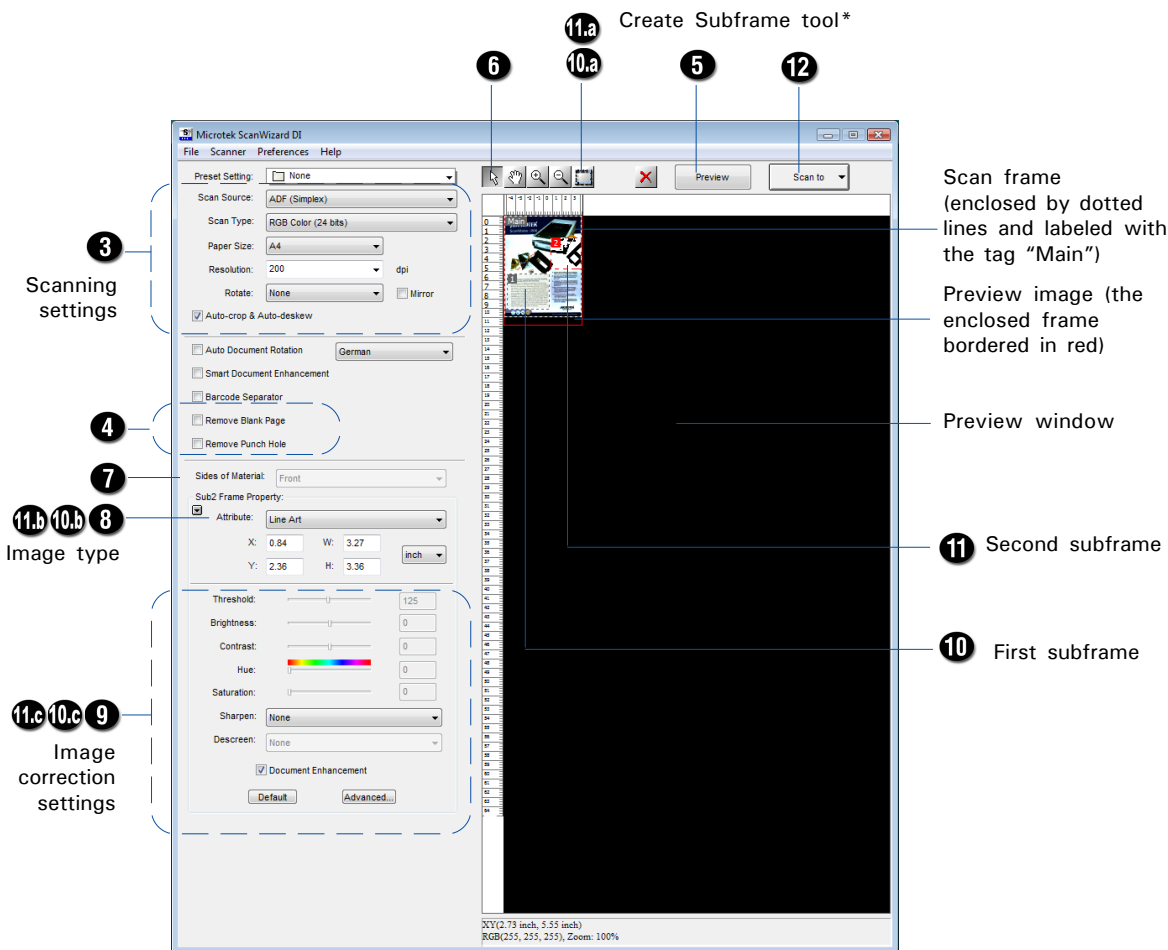 11.a
Create Subframe tool*
6
10.a
5
12
Microtek ScanWizard DI
File Scanner Preferences Help
Preset Setting: None
Preview
Scan to
Scan Source: ADF (Simplex)
Scan Type: RGB Color (24 bits)
Paper Size: A4
Resolution: 200 dpi
Rotate: None
Mirror
Auto-crop & Auto-deskew
3
Scanning
settings
Auto Document Rotation German
Smart Document Enhancement
Barcode Separator
Remove Blank Page
Remove Punch Hole
4
7
Sides of Material: Front
Sub2 Frame Property:
11.b 10.b 8
Image type
Attribute: Line Art
X: 0.84 W: 3.27
inch
Y: 2.36 H: 3.36
Threshold: 125
Brightness: 0
Contrast: 0
Hue: 0
Saturation: 0
Sharpen: None
Descreen: None
Document Enhancement
Default Advanced...
11.c 10.c 9
Image
correction
settings
Main
2
1
Scan frame
(enclosed by dotted
lines and labeled with
the tag “Main”)
Preview image (the
enclosed frame
bordered in red)
Preview window
11 Second subframe
10 First subframe
XY(2.73 inch, 5.55 inch)
RGB(255, 255, 255), Zoom: 100%